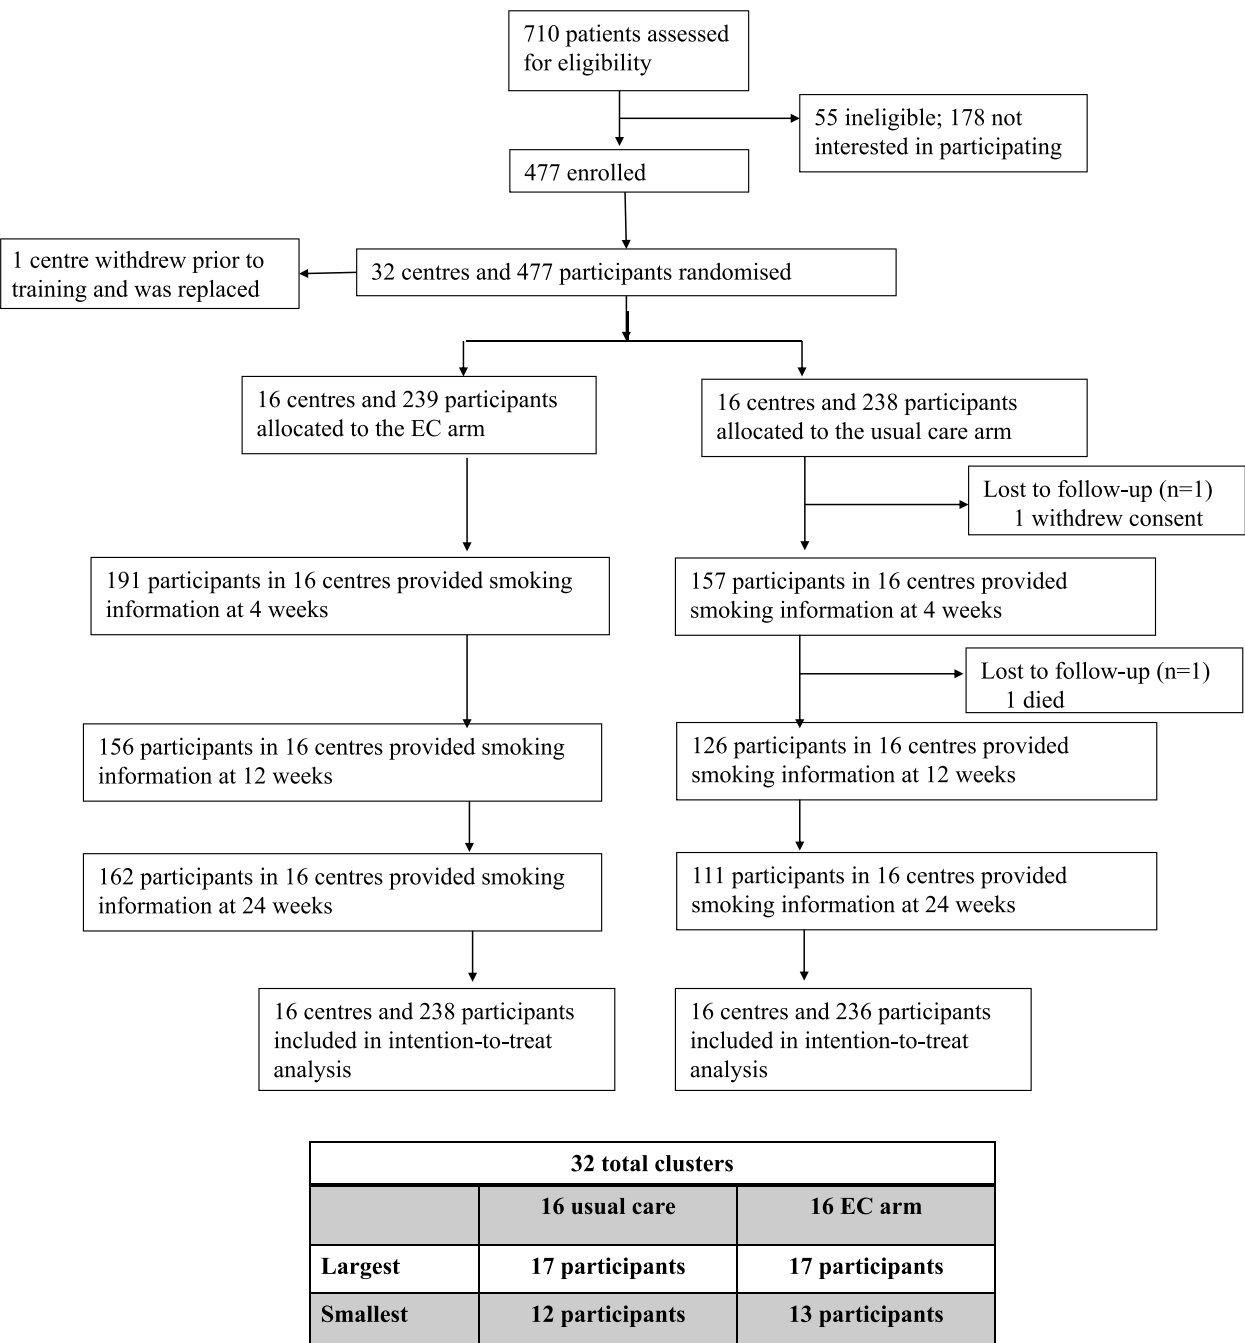 710 patients assessed
for eligibility
55 ineligible; 178 not
interested in participating
477 enrolled
1 centre withdrew prior to
training and was replaced
32 centres and 477 participants randomised
16 centres and 239 participants
allocated to the EC arm
16 centres and 238 participants
allocated to the usual care arm
Lost to follow-up (n=1)
1 withdrew consent
191 participants in 16 centres provided smoking
information at 4 weeks
157 participants in 16 centres provided
smoking information at 4 weeks
Lost to follow-up (n=1)
1 died
156 participants in 16 centres provided smoking
information at 12 weeks
126 participants in 16 centres provided
smoking information at 12 weeks
162 participants in 16 centres provided smoking
information at 24 weeks
111 participants in 16 centres provided
smoking information at 24 weeks
16 centres and 238 participants
included in intention-to-treat
analysis
16 centres and 236 participants
included in intention-to-treat
analysis
32 total clusters
16 usual care 16 EC arm
Largest 17 participants 17 participants
Smallest 12 participants 13 participants